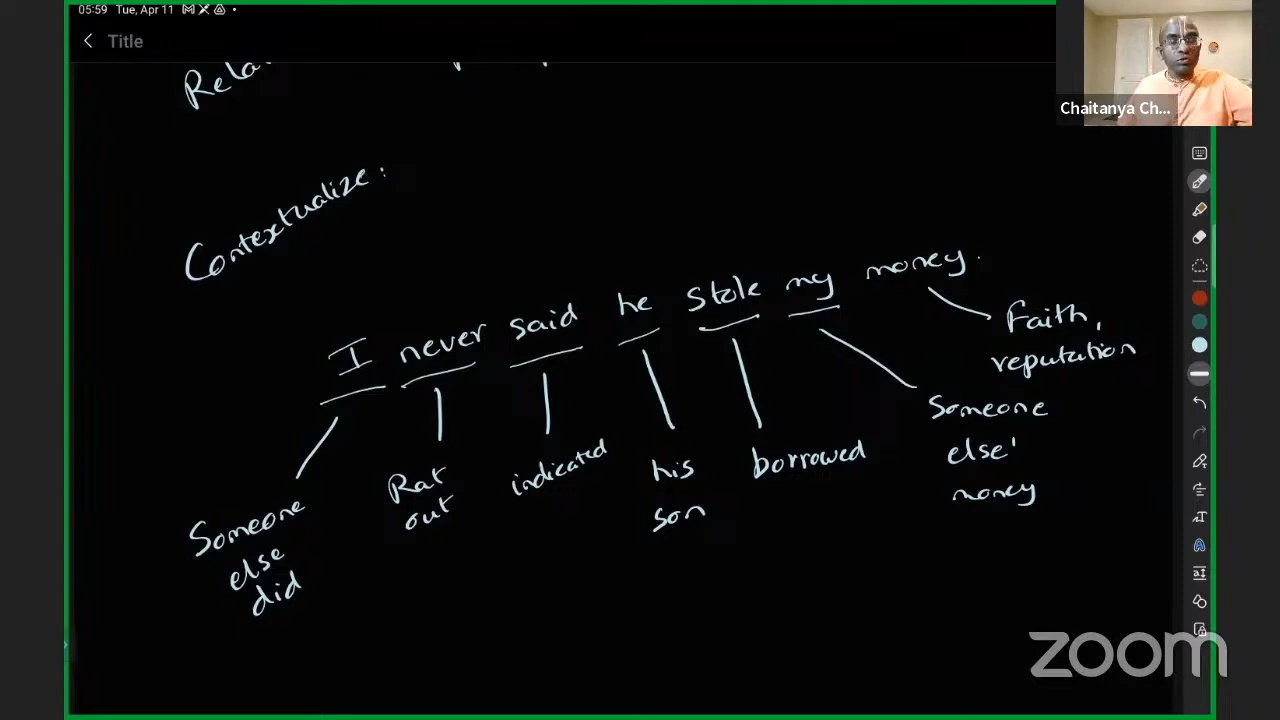 05:59 Tue, Apr 11
Title
Chaitanya Ch...
Contextualize:
I never said he stole my money.
Someone
else
did
Rat
out
indicated
his
son
borrowed
Someone
else'
money
Faith,
reputation
zoom